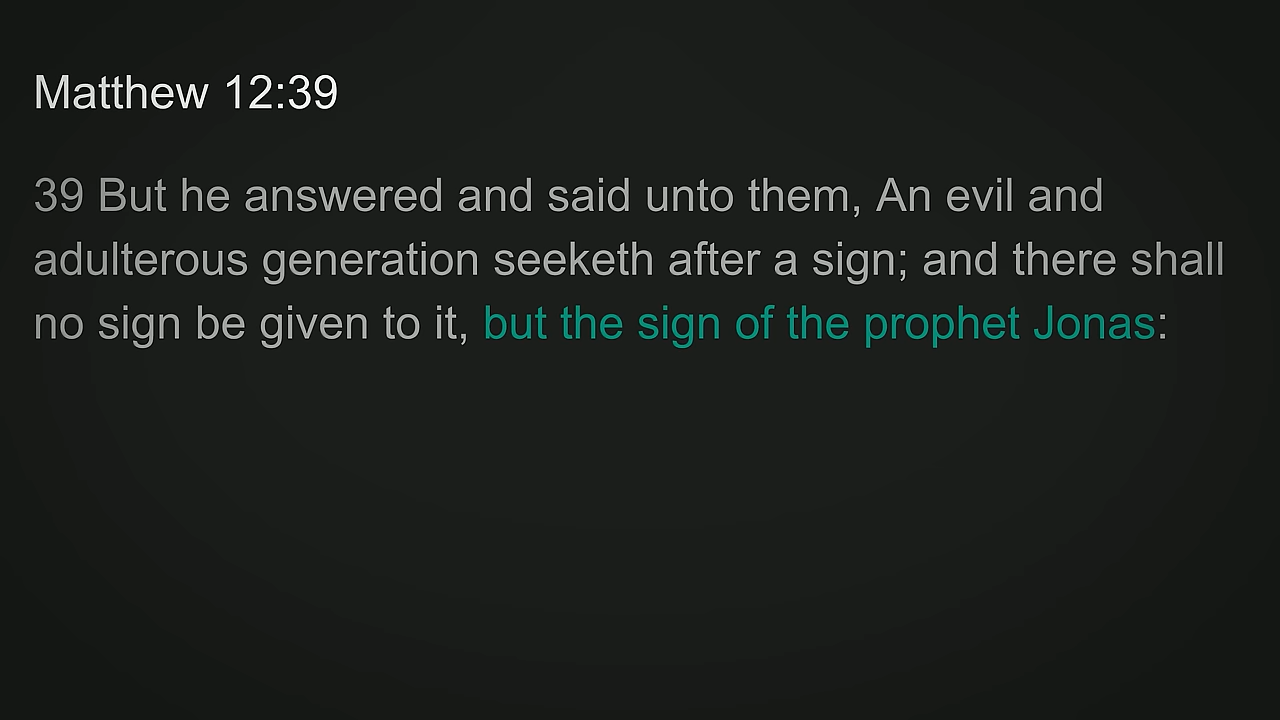 Matthew 12:39
39 But he answered and said unto them, An evil and
adulterous generation seeketh after a sign; and there shall
no sign be given to it, but the sign of the prophet Jonas: